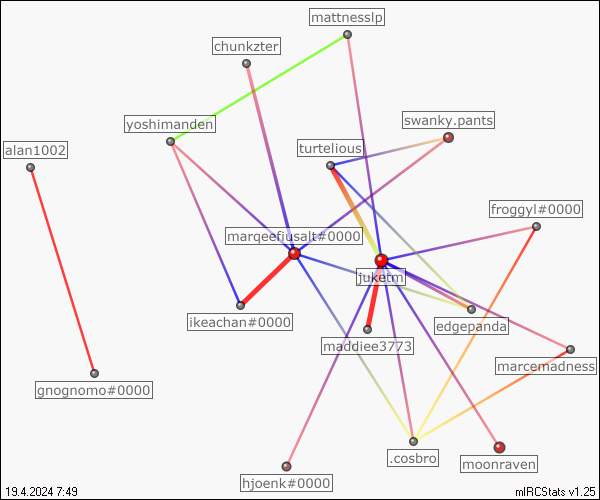 mattnesslp
chunkzter
swanky.pants
yoshimanden
turtelious
alan1002
froggyl#0000
marqeefjusalt#0000
juketm
ikeachan#0000
edgepanda
maddiee3773
marcemadness
gnognomo#0000
.cosbro
moonraven
hjoenk#0000
19.4.2024 7:49
mIRCStats v1.25